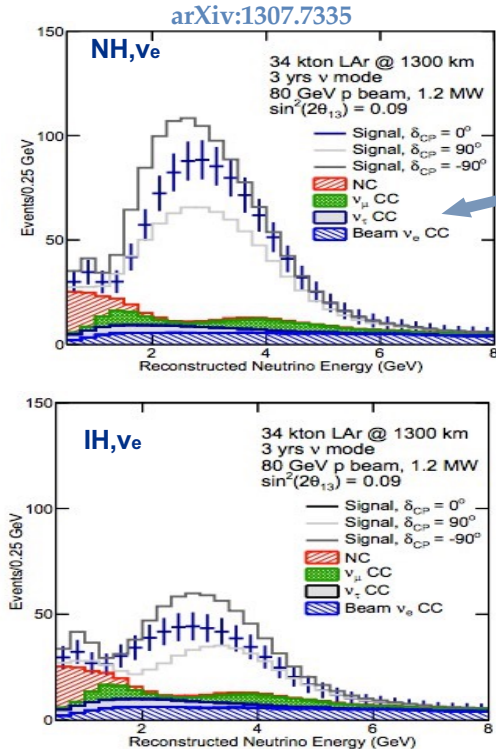 arXiv:1307.7335
NH,νe
34 kton LAr @ 1300 km
3 yrs ν mode
80 GeV p beam, 1.2 MW
sin²(2θ₁₃) = 0.09
Signal, δCP = 0°
Signal, δCP = 90°
Signal, δCP = -90°
NC
νμ CC
ντ CC
Beam νe CC
Events/0.25 GeV
150
100
50
0
2 4 6 8
Reconstructed Neutrino Energy (GeV)
IH,νe
34 kton LAr @ 1300 km
3 yrs ν mode
80 GeV p beam, 1.2 MW
sin²(2θ₁₃) = 0.09
Signal, δCP = 0°
Signal, δCP = 90°
Signal, δCP = -90°
NC
νμ CC
ντ CC
Beam νe CC
Events/0.25 GeV
150
100
50
0
2 4 6 8
Reconstructed Neutrino Energy (GeV)